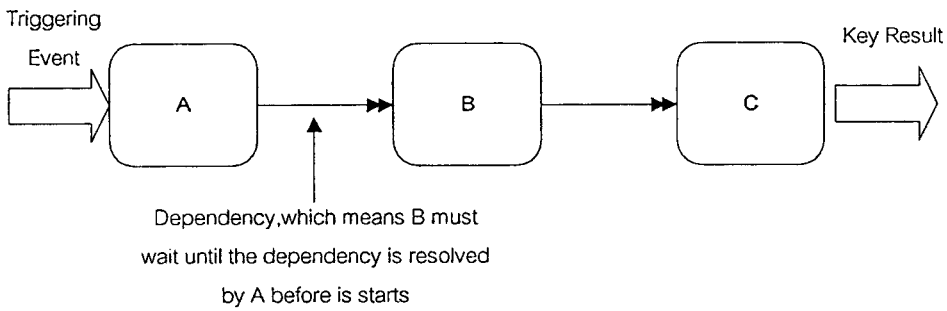 Triggering
Event
Key Result
A
B
C
Dependency,which means B must
wait until the dependency is resolved
by A before is starts